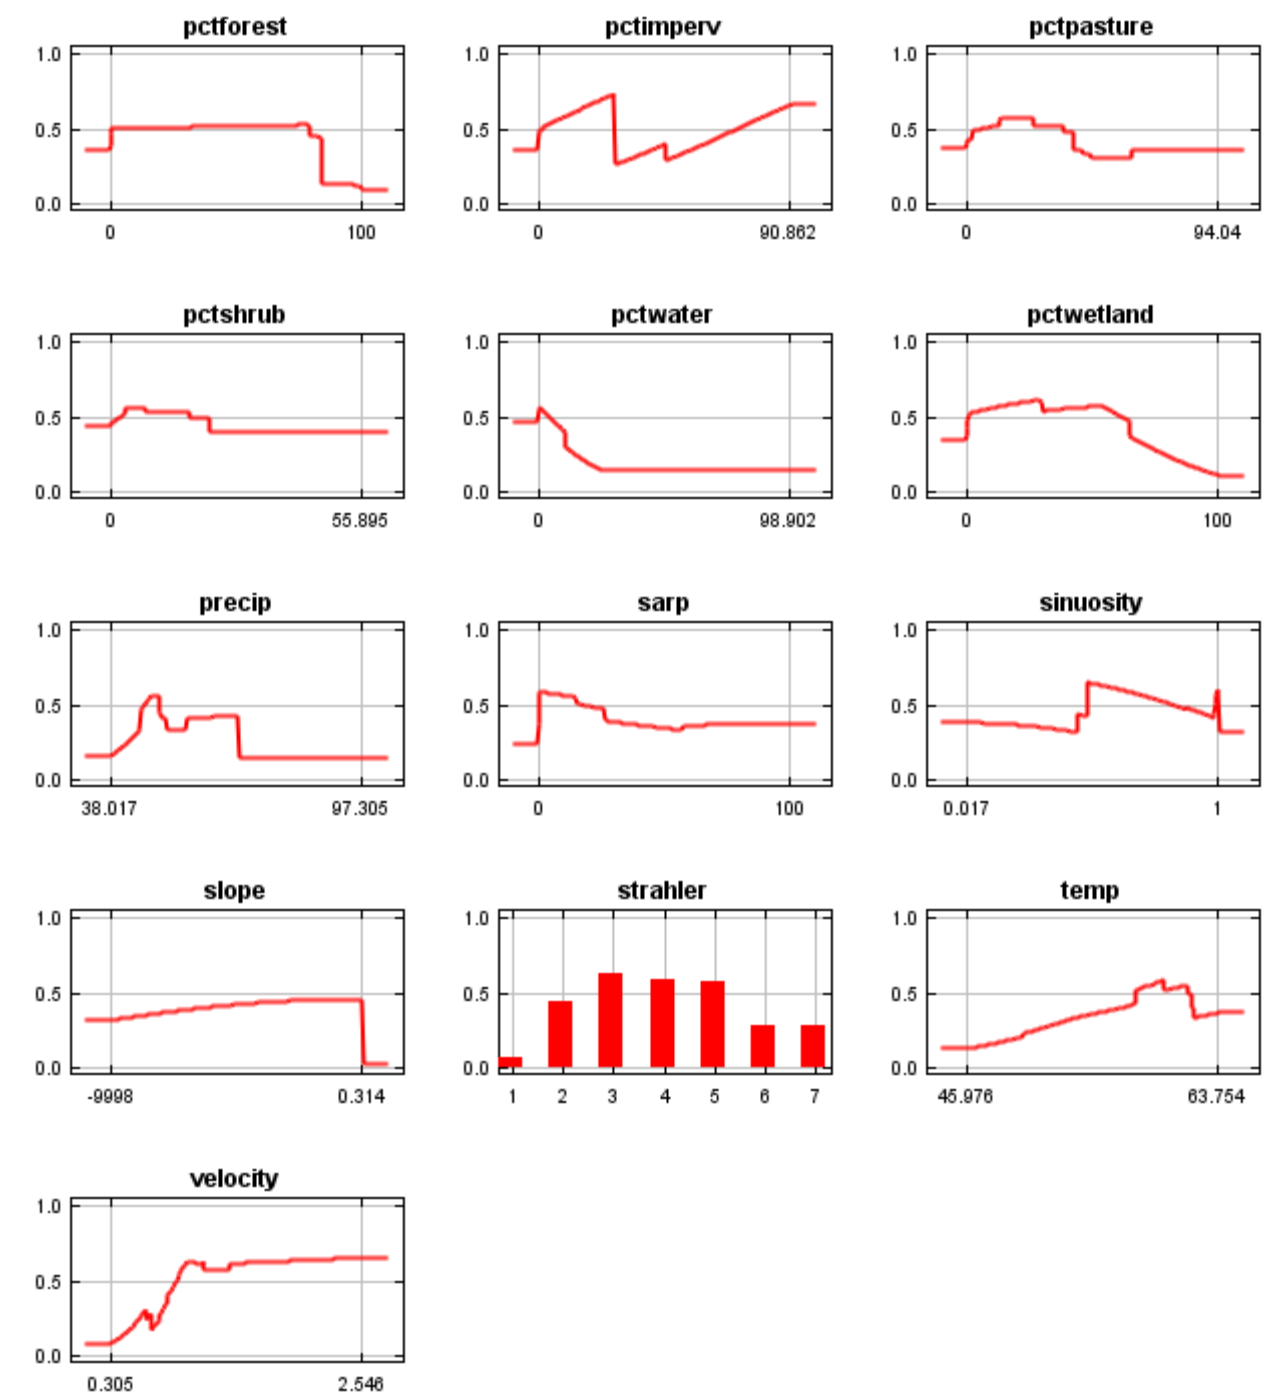 pctforest pctimperv pctpasture
1.0 1.0 1.0
0.5 0.5 0.5
0.0 0.0 0.0
0 100 0 90.862 0 94.04
pctshrub pctwater pctwetland
1.0 1.0 1.0
0.5 0.5 0.5
0.0 0.0 0.0
0 55.895 0 98.902 0 100
precip sarp sinuosity
1.0 1.0 1.0
0.5 0.5 0.5
0.0 0.0 0.0
38.017 97.305 0 100 0.017 1
slope strahler temp
1.0 1.0 1.0
0.5 0.5 0.5
0.0 0.0 0.0
-9998 0.314 1 2 3 4 5 6 7 45.976 63.754
velocity
1.0
0.5
0.0
0.305 2.546